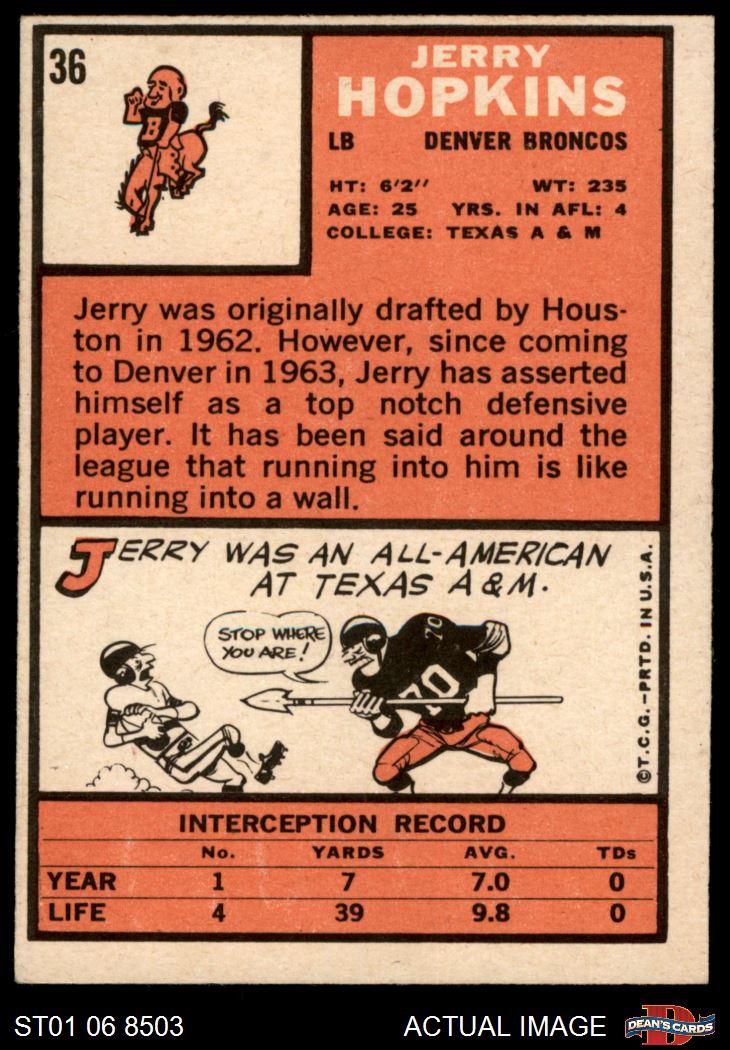 36
JERRY
HOPKINS
LB DENVER BRONCOS
HT: 6'2'' WT: 235
AGE: 25 YRS. IN AFL: 4
COLLEGE: TEXAS A & M
B
Jerry was originally drafted by Hous-
ton in 1962. However, since coming
to Denver in 1963, Jerry has asserted
himself as a top notch defensive
player. It has been said around the
league that running into him is like
running into a wall.
JERRY WAS AN ALL-AMERICAN
AT TEXAS A & M.
STOP WHERE
YOU ARE!
70
70
©T.C.G.—PRTD. IN U.S.A.
INTERCEPTION RECORD
No. YARDS AVG. TDs
YEAR 1 7 7.0 0
LIFE 4 39 9.8 0
ST01 06 8503 ACTUAL IMAGE
D
DEAN'S CARDS